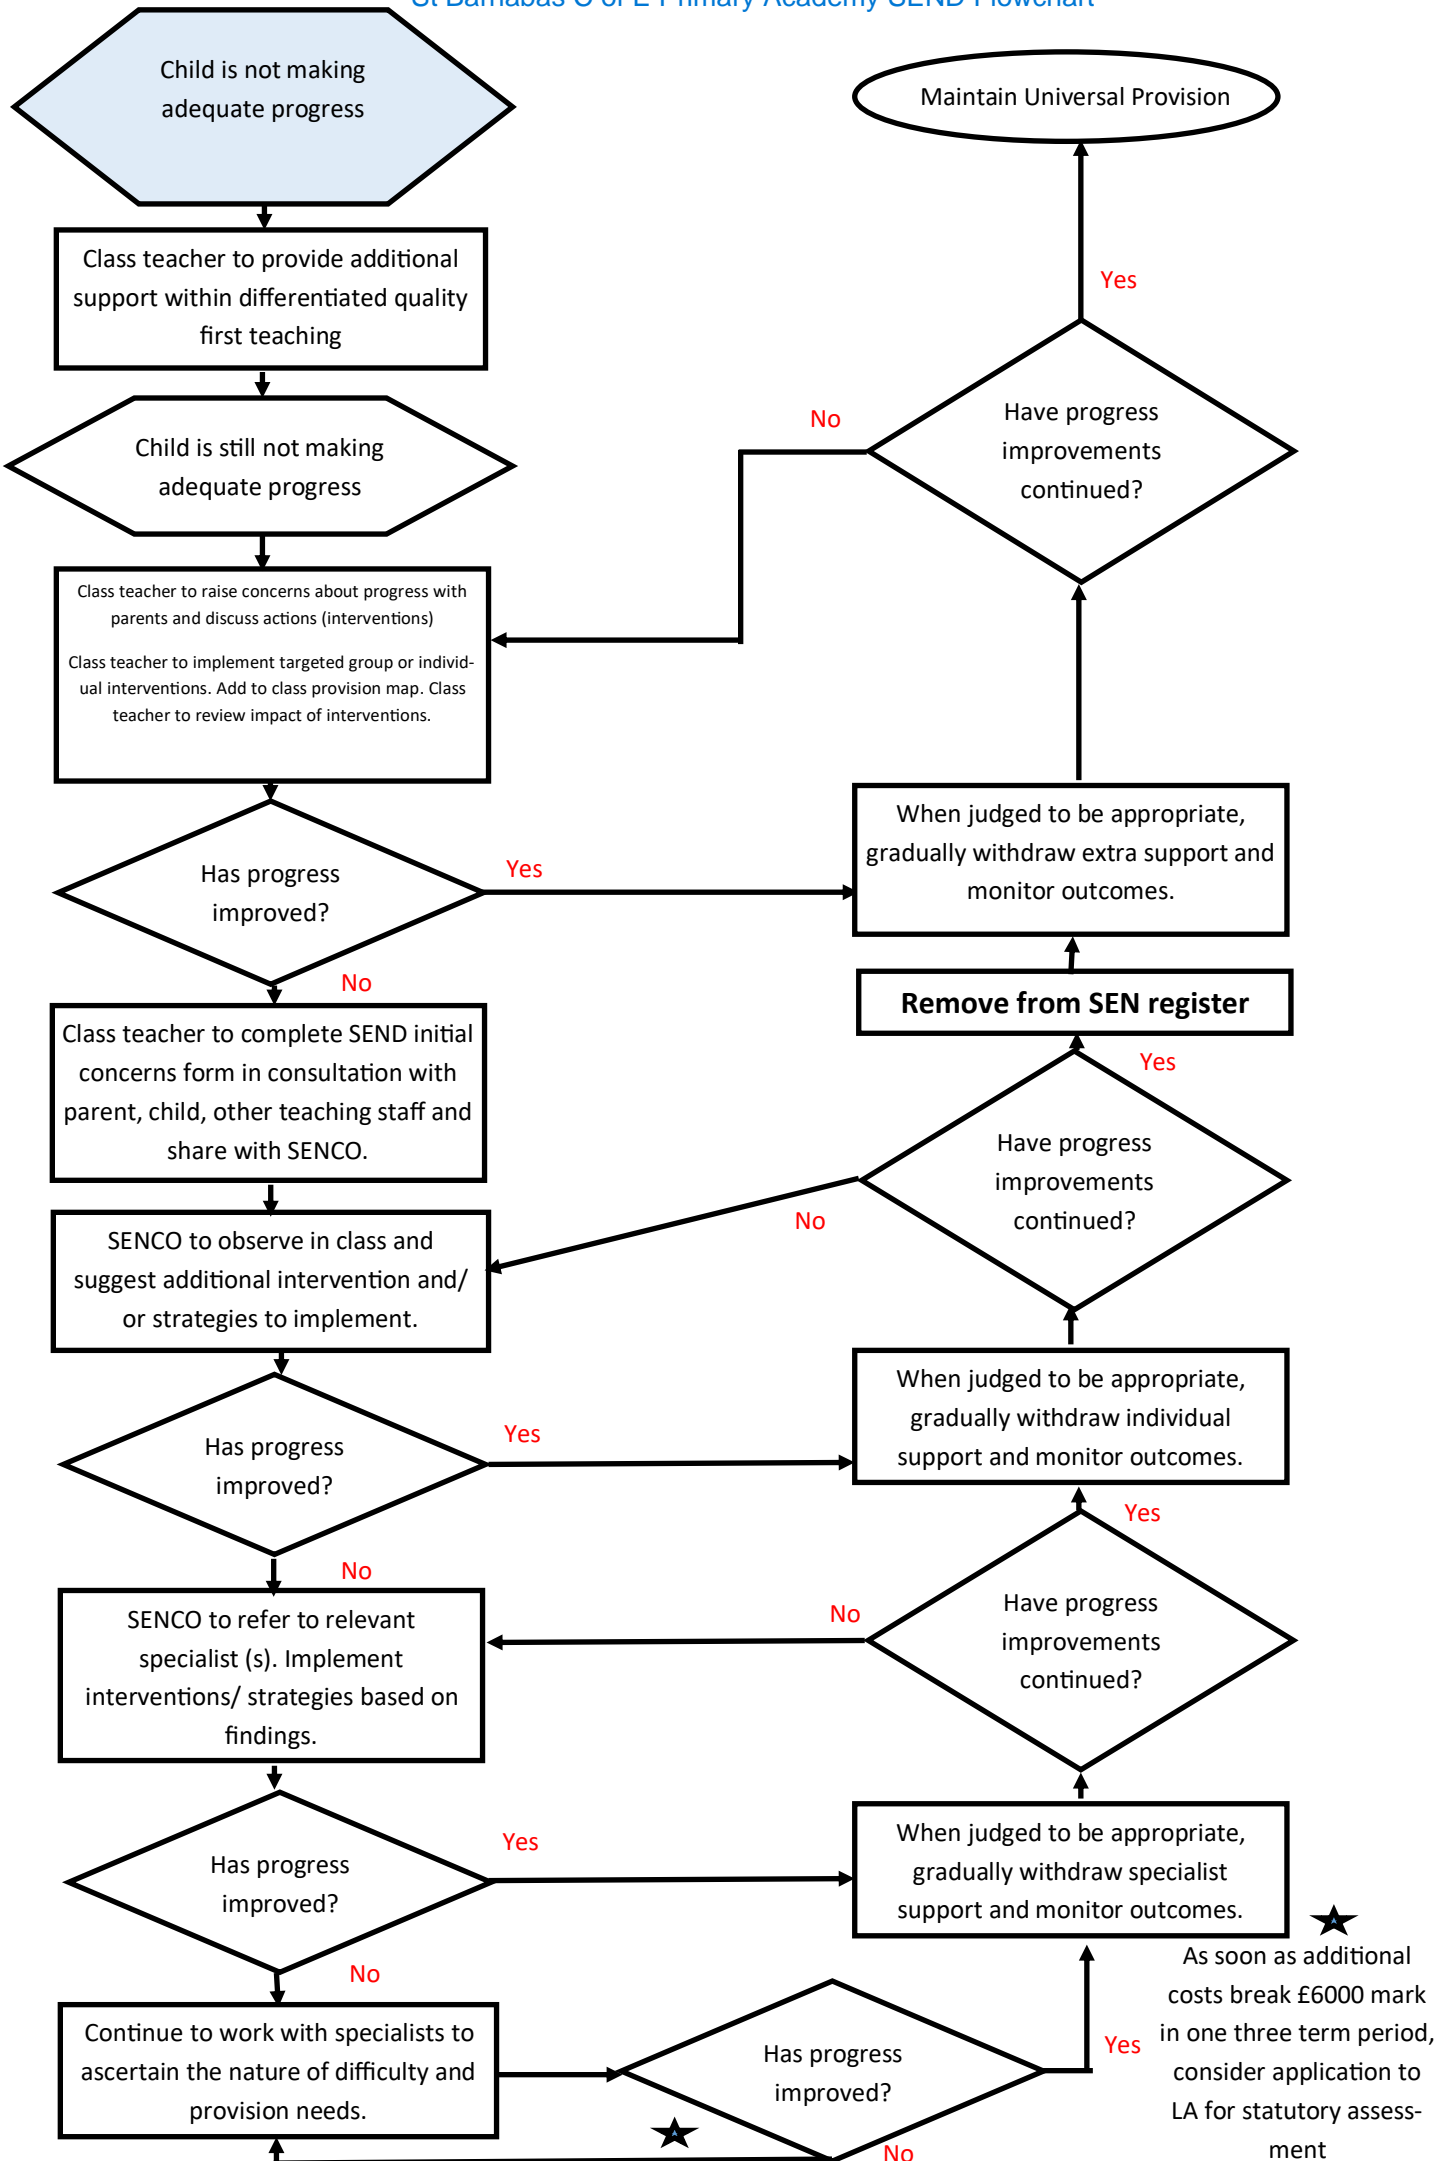 St Barnabas C of E Primary Academy SEND Flowchart
Child is not making
adequate progress
Class teacher to provide additional
support within differentiated quality
first teaching
Child is still not making
adequate progress
Class teacher to raise concerns about progress with
parents and discuss actions (interventions)
Class teacher to implement targeted group or individ-
ual interventions. Add to class provision map. Class
teacher to review impact of interventions.
Has progress
improved?
Yes
No
Class teacher to complete SEND initial
concerns form in consultation with
parent, child, other teaching staff and
share with SENCO.
SENCO to observe in class and
suggest additional intervention and/
or strategies to implement.
Has progress
improved?
Yes
No
SENCO to refer to relevant
specialist (s). Implement
interventions/ strategies based on
findings.
Has progress
improved?
Yes
No
Continue to work with specialists to
ascertain the nature of difficulty and
provision needs.
Has progress
improved?
Yes
No
Maintain Universal Provision
Yes
No
Have progress
improvements
continued?
When judged to be appropriate,
gradually withdraw extra support and
monitor outcomes.
Remove from SEN register
Yes
Have progress
improvements
continued?
No
When judged to be appropriate,
gradually withdraw individual
support and monitor outcomes.
Yes
Have progress
improvements
continued?
No
When judged to be appropriate,
gradually withdraw specialist
support and monitor outcomes.
As soon as additional
costs break £6000 mark
in one three term period,
consider application to
LA for statutory assess-
ment